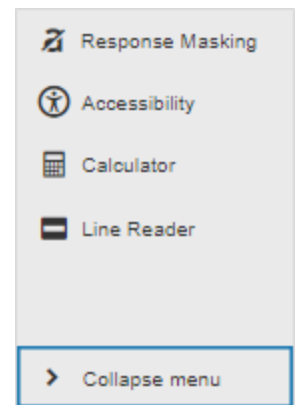 Response Masking
Accessibility
Calculator
Line Reader
Collapse menu